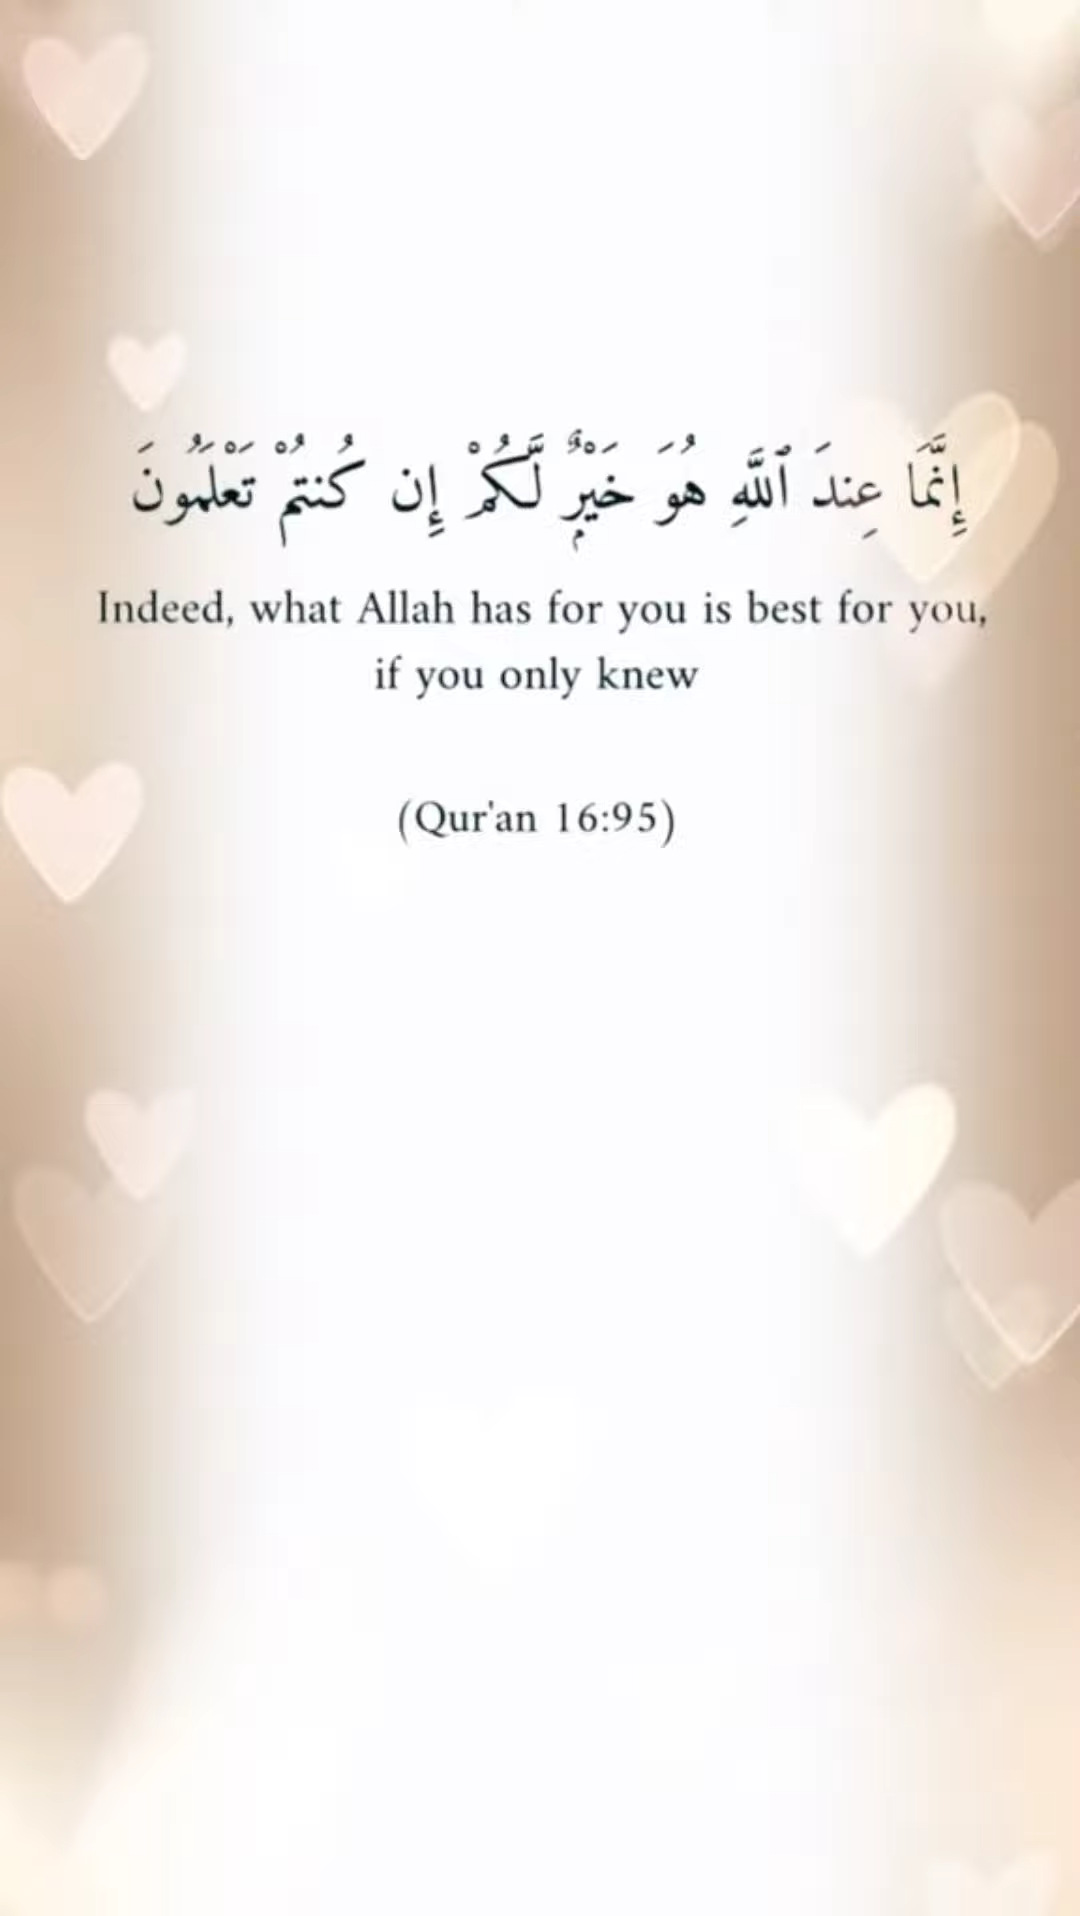 إِنَّمَا عِندَ ٱللَّهِ هُوَ خَيْرٌ لَّكُمْ إِن كُنتُمْ تَعْلَمُونَ
Indeed, what Allah has for you is best for you,
if you only knew
(Qur'an 16:95)